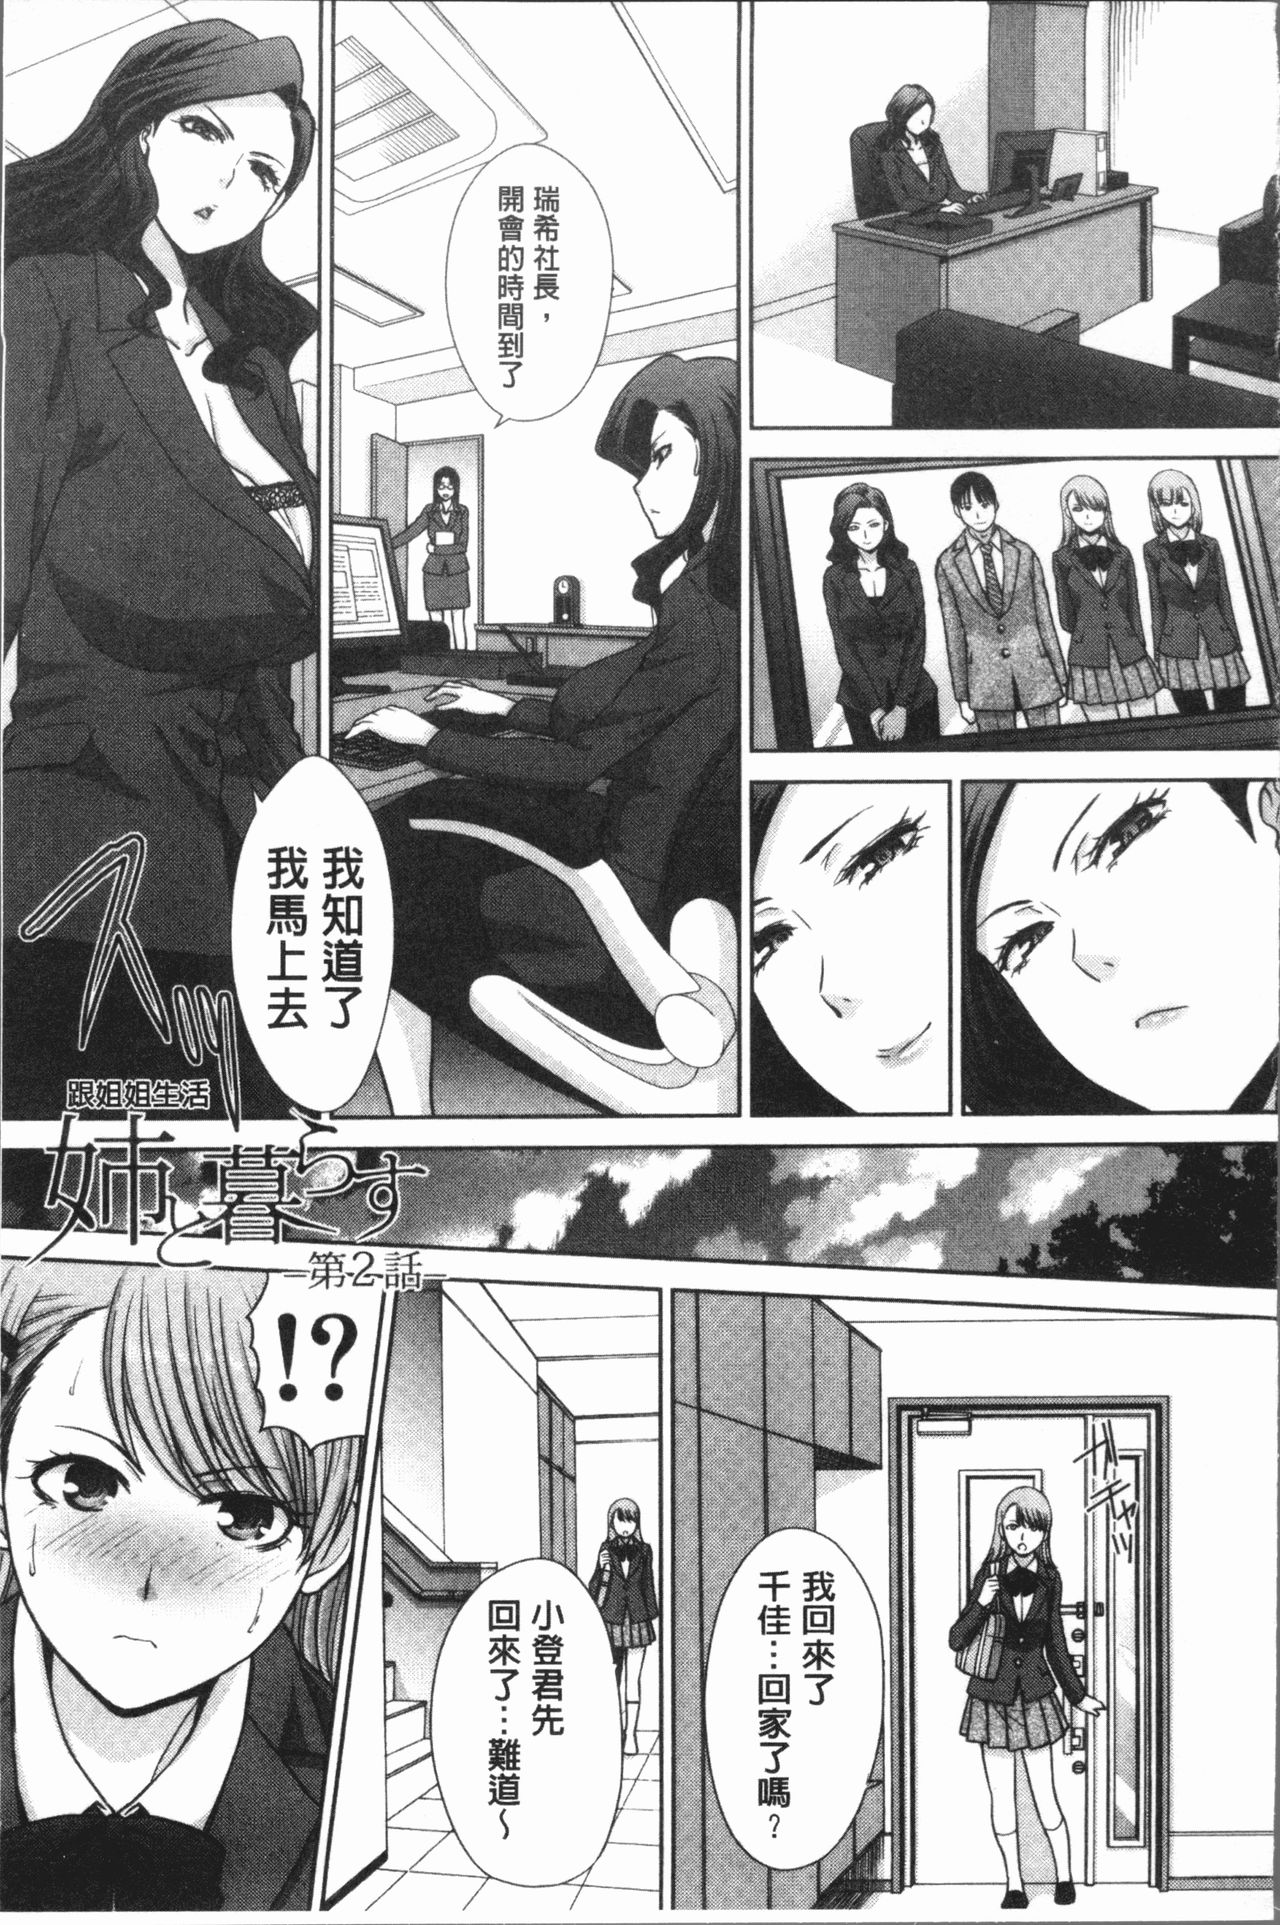 瑞希社長，
開會的時間到了
我知道了
我馬上去
スッ
跟姐姐生活
姉と暮らす
—第2話—
ガチャッ
我回來了
千佳…回家了嗎？
小登君先
回來了…難道～
!?